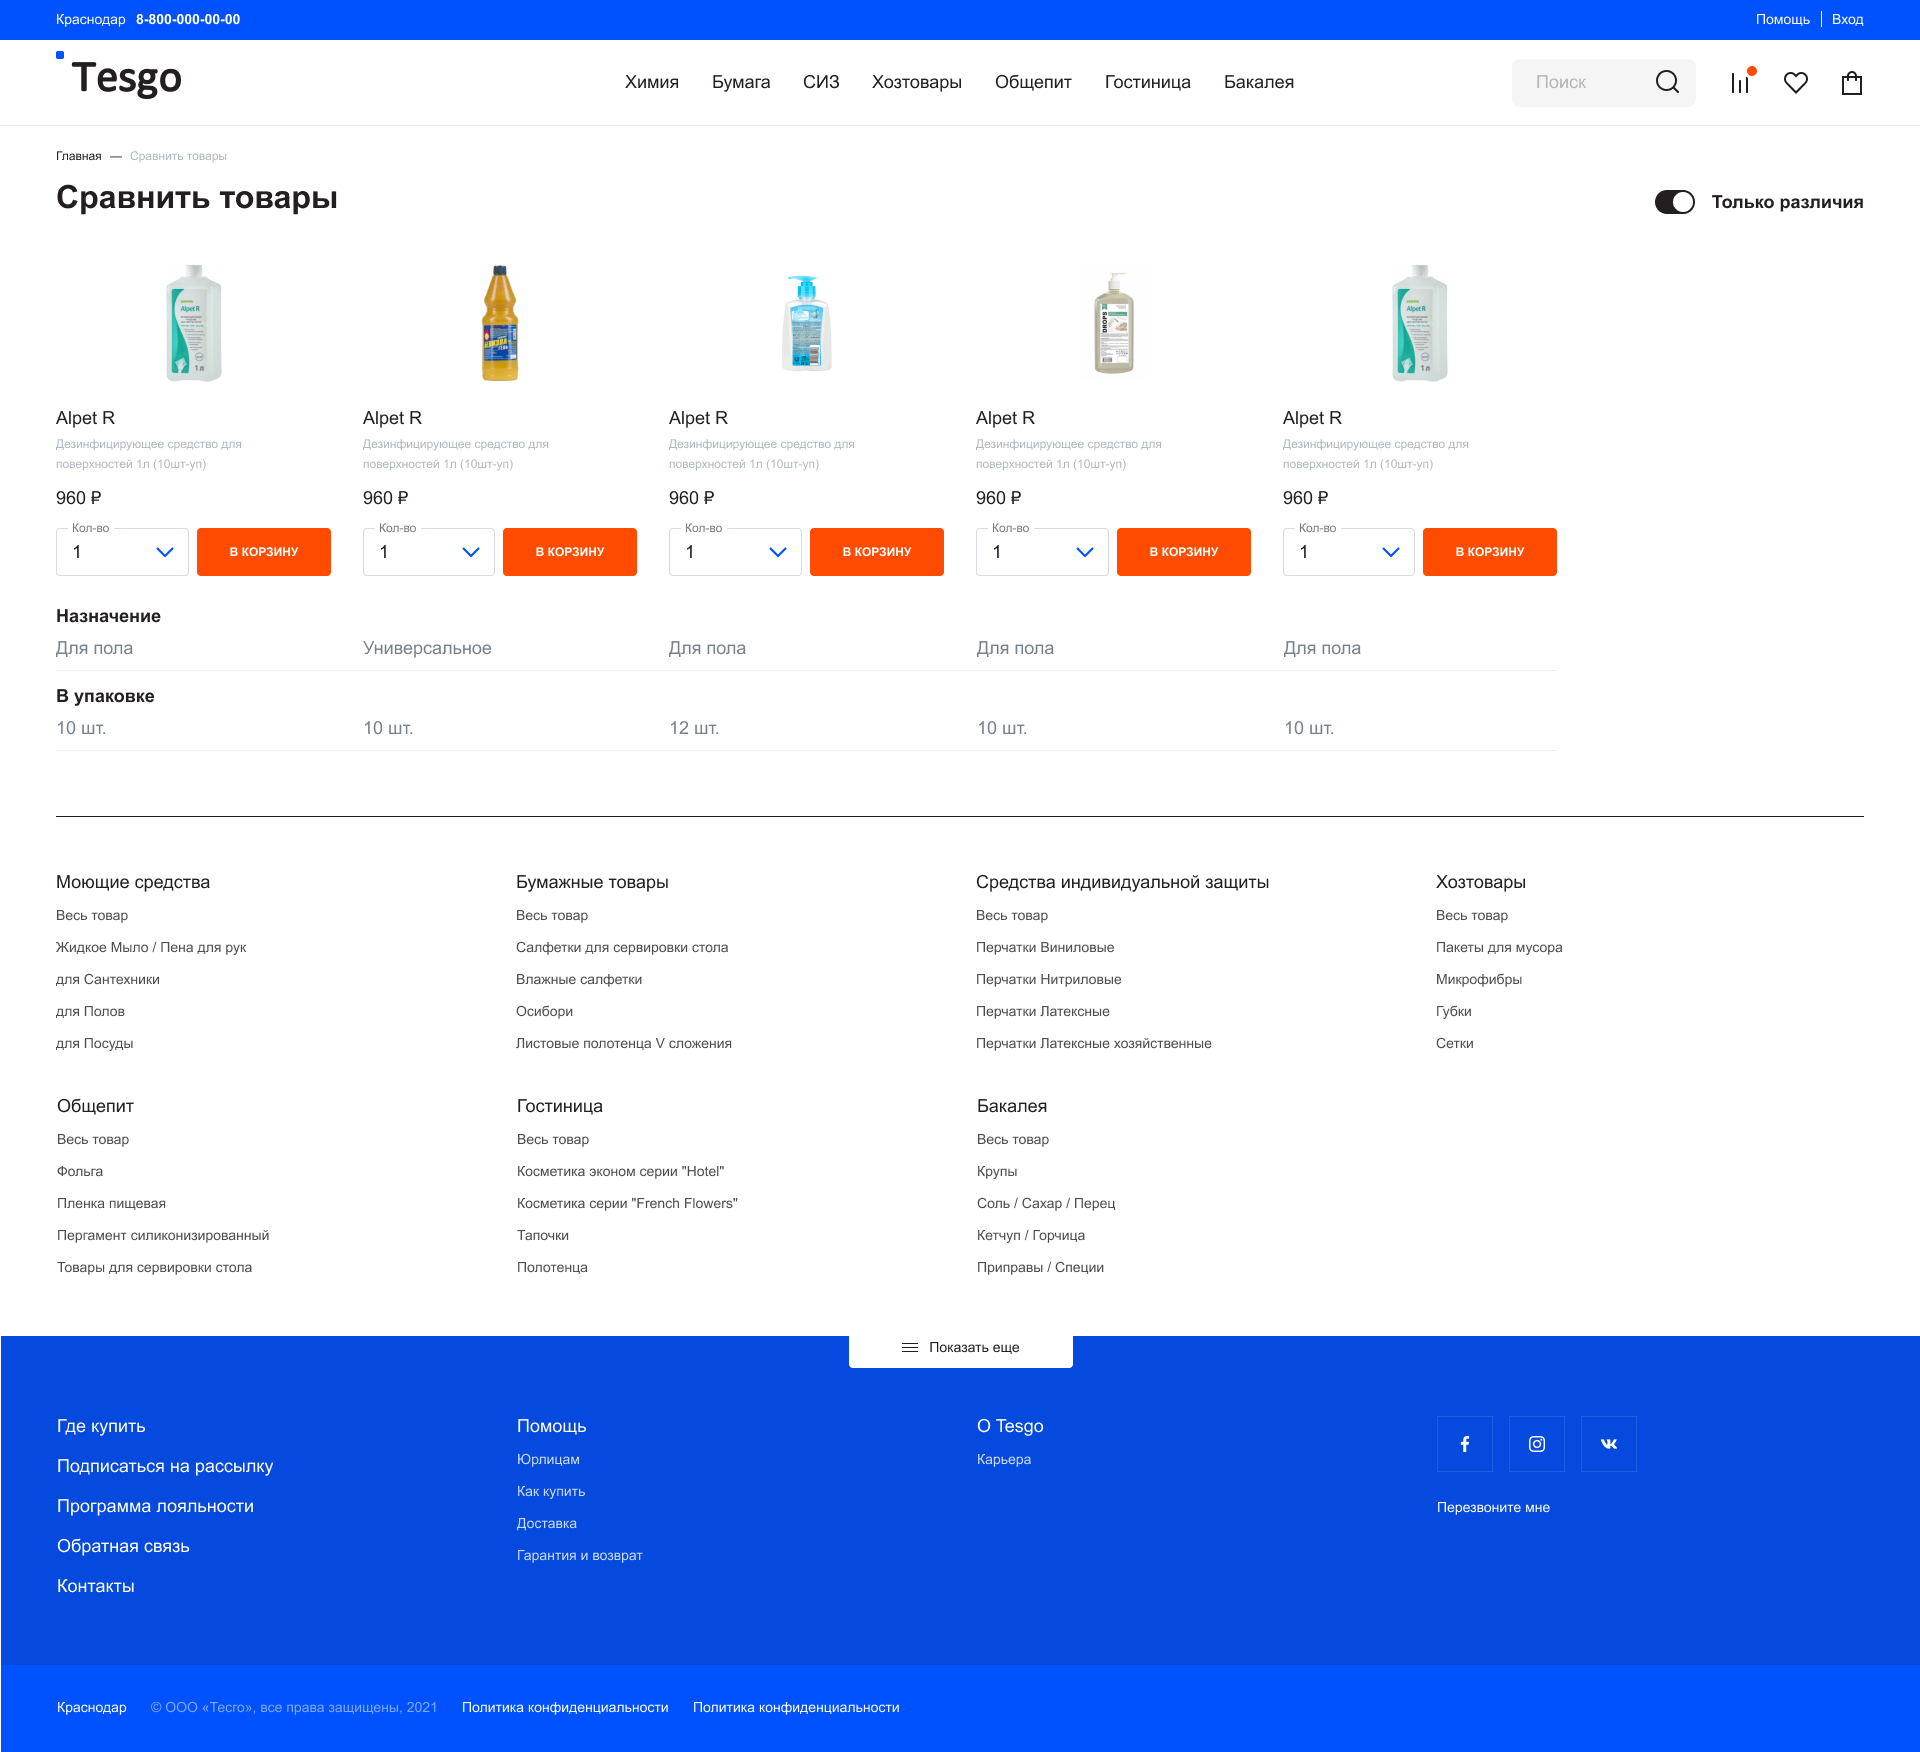 Краснодар 8-800-000-00-00
Помощь Вход
Tesgo
Химия Бумага СИЗ Хозтовары Общепит Гостиница Бакалея
Поиск
Главная — Сравнить товары
Сравнить товары
Только различия
Alpet R
1л
DROPS
Alpet R
1л
Alpet R Alpet R Alpet R Alpet R Alpet R
Дезинфицирующее средство для Дезинфицирующее средство для Дезинфицирующее средство для Дезинфицирующее средство для Дезинфицирующее средство для
поверхностей 1л (10шт-уп) поверхностей 1л (10шт-уп) поверхностей 1л (10шт-уп) поверхностей 1л (10шт-уп) поверхностей 1л (10шт-уп)
960 ₽ 960 ₽ 960 ₽ 960 ₽ 960 ₽
Кол-во Кол-во Кол-во Кол-во Кол-во
1 В КОРЗИНУ 1 В КОРЗИНУ 1 В КОРЗИНУ 1 В КОРЗИНУ 1 В КОРЗИНУ
Назначение
Для пола Универсальное Для пола Для пола Для пола
В упаковке
10 шт. 10 шт. 12 шт. 10 шт. 10 шт.
Моющие средства
Весь товар
Жидкое Мыло / Пена для рук
для Сантехники
для Полов
для Посуды
Бумажные товары
Весь товар
Салфетки для сервировки стола
Влажные салфетки
Осибори
Листовые полотенца V сложения
Средства индивидуальной защиты
Весь товар
Перчатки Виниловые
Перчатки Нитриловые
Перчатки Латексные
Перчатки Латексные хозяйственные
Хозтовары
Весь товар
Пакеты для мусора
Микрофибры
Губки
Сетки
Общепит
Весь товар
Фольга
Пленка пищевая
Пергамент силиконизированный
Товары для сервировки стола
Гостиница
Весь товар
Косметика эконом серии "Hotel"
Косметика серии "French Flowers"
Тапочки
Полотенца
Бакалея
Весь товар
Крупы
Соль / Сахар / Перец
Кетчуп / Горчица
Приправы / Специи
Показать еще
Где купить
Подписаться на рассылку
Программа лояльности
Обратная связь
Контакты
Помощь
Юрлицам
Как купить
Доставка
Гарантия и возврат
О Tesgo
Карьера
Перезвоните мне
Краснодар © ООО «Тесго», все права защищены, 2021 Политика конфиденциальности Политика конфиденциальности